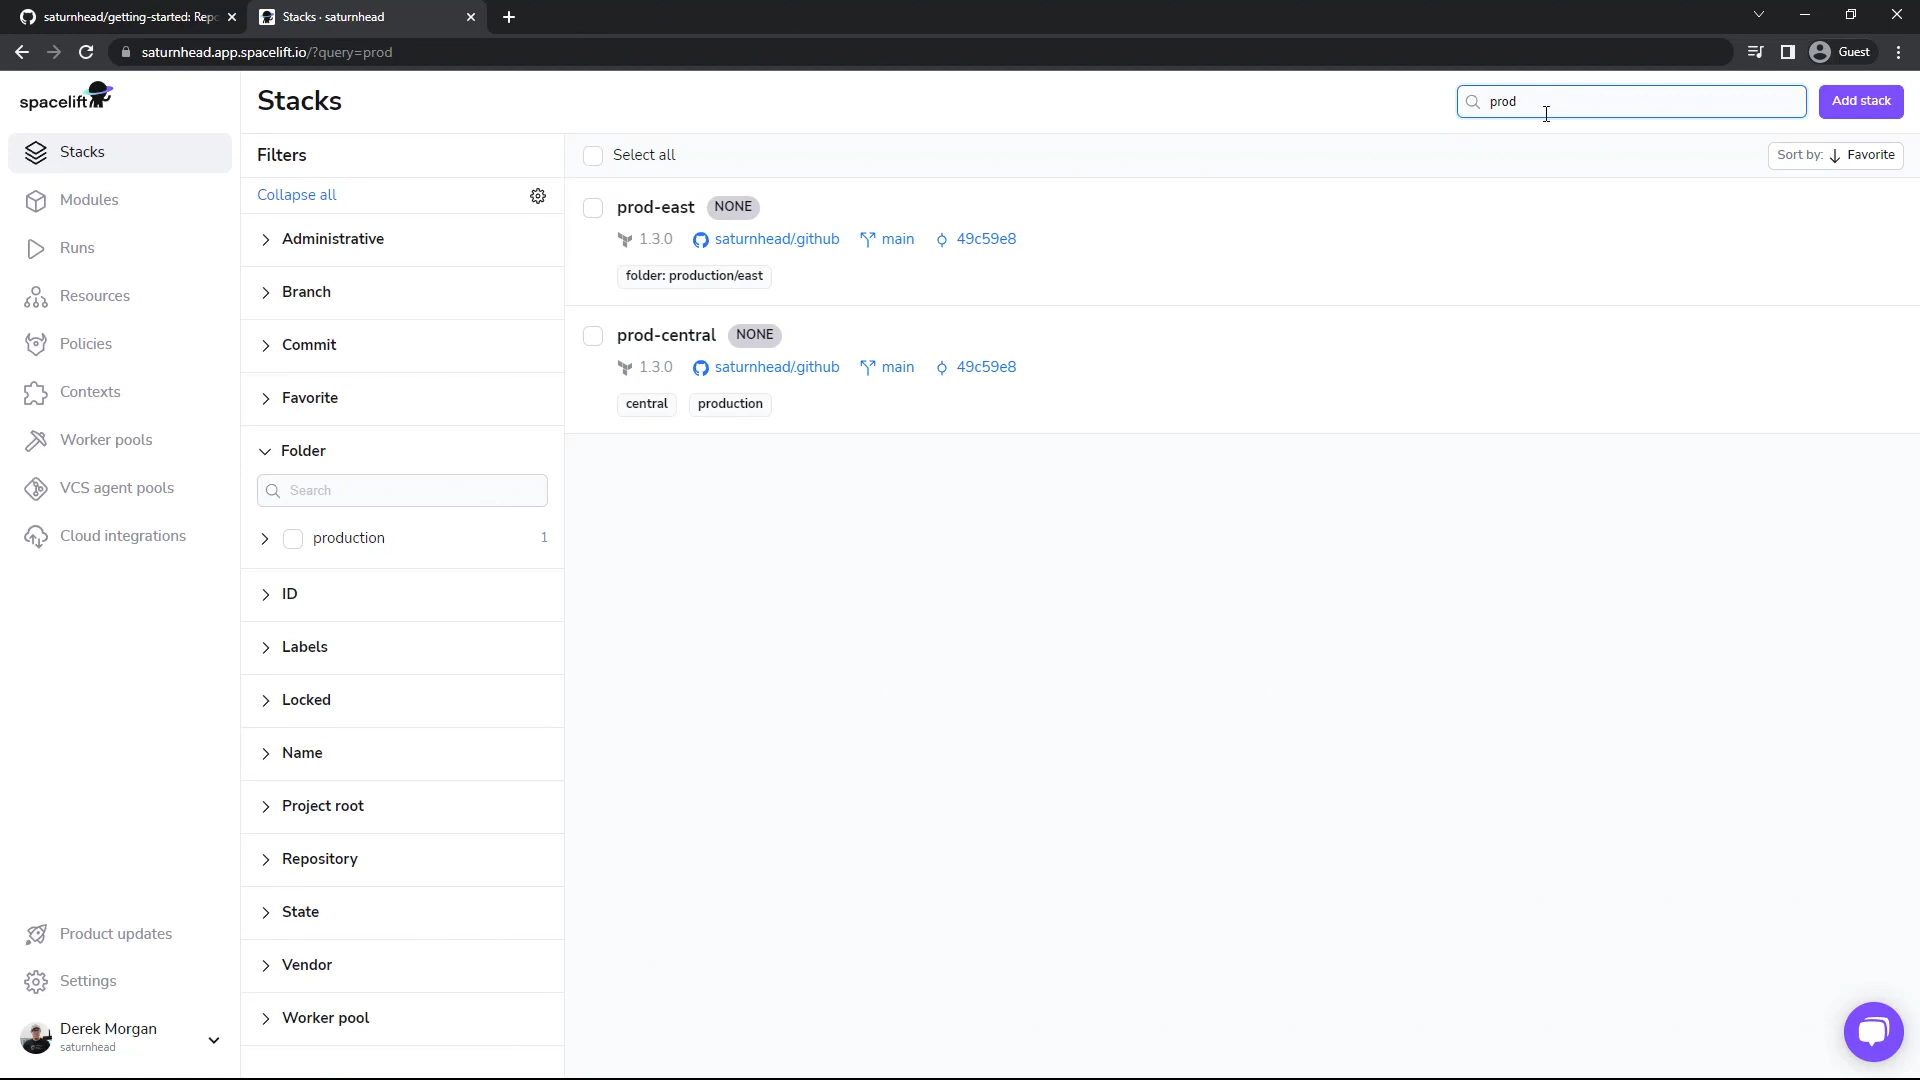 saturnhead/getting-started: Repo
Stacks · saturnhead
saturnhead.app.spacelift.io/?query=prod
Guest
spacelift
Stacks
prod
Add stack
Stacks
Modules
Runs
Resources
Policies
Contexts
Worker pools
VCS agent pools
Cloud integrations
Product updates
Settings
Derek Morgan
saturnhead
Filters
Collapse all
Administrative
Branch
Commit
Favorite
Folder
Search
production 1
ID
Labels
Locked
Name
Project root
Repository
State
Vendor
Worker pool
Select all
Sort by: Favorite
prod-east NONE
1.3.0 saturnhead/.github main 49c59e8
folder: production/east
prod-central NONE
1.3.0 saturnhead/.github main 49c59e8
central production